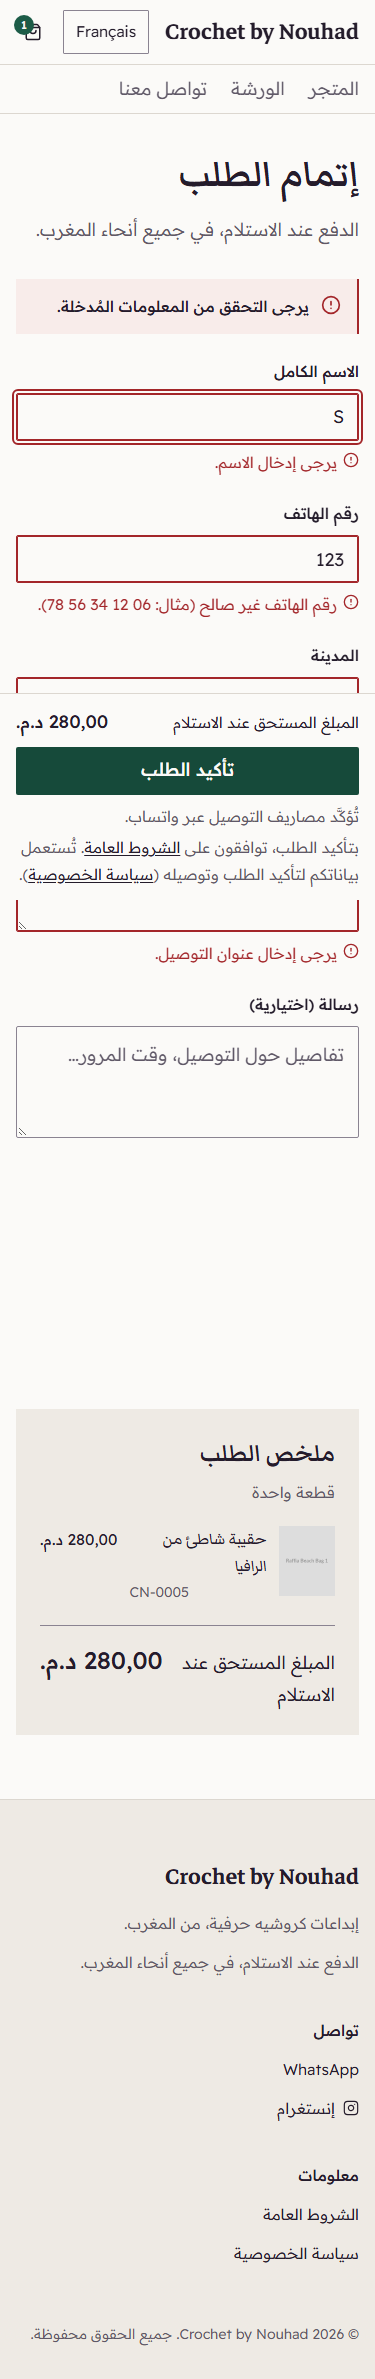 Crochet by Nouhad
Français
1
المتجر
الورشة
تواصل معنا
إتمام الطلب
الدفع عند الاستلام، في جميع أنحاء المغرب.
يرجى التحقق من المعلومات المُدخلة.
الاسم الكامل
S
يرجى إدخال الاسم.
رقم الهاتف
123
رقم الهاتف غير صالح (مثال: 06 12 34 56 78).
المدينة
المبلغ المستحق عند الاستلام
280,00 د.م.
تأكيد الطلب
تُؤكَّد مصاريف التوصيل عبر واتساب.
بتأكيد الطلب، توافقون على الشروط العامة. تُستعمل
بياناتكم لتأكيد الطلب وتوصيله (سياسة الخصوصية).
يرجى إدخال عنوان التوصيل.
رسالة (اختيارية)
تفاصيل حول التوصيل، وقت المرور...
ملخص الطلب
قطعة واحدة
Raffia Beach Bag 1
حقيبة شاطئ من
الرافيا
280,00 د.م.
CN-0005
المبلغ المستحق عند
الاستلام
280,00 د.م.
Crochet by Nouhad
إبداعات كروشيه حرفية، من المغرب.
الدفع عند الاستلام، في جميع أنحاء المغرب.
تواصل
WhatsApp
إنستغرام
معلومات
الشروط العامة
سياسة الخصوصية
© 2026 Crochet by Nouhad. جميع الحقوق محفوظة.